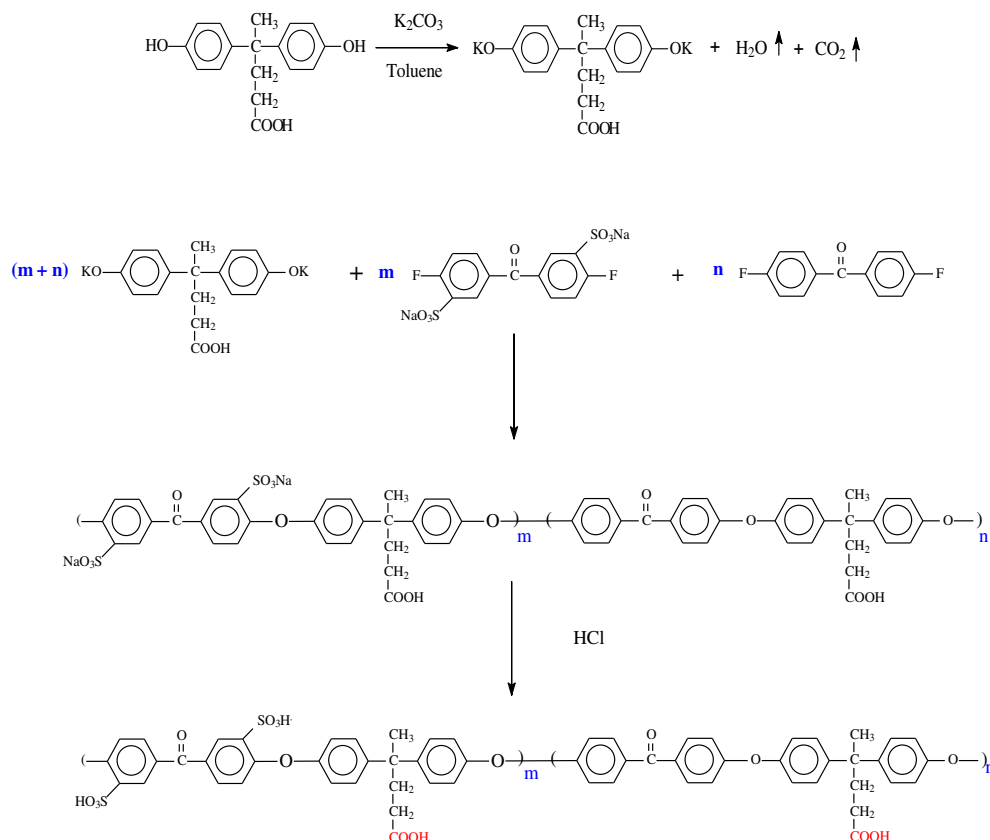 CH₃
HO C OH
CH₂
CH₂
COOH
K₂CO₃
Toluene
CH₃
KO C OK + H₂O + CO₂
CH₂
CH₂
COOH
(m + n)
CH₃
KO C OK
CH₂
CH₂
COOH
+ m
SO₃Na
O
F C F
NaO₃S
+ n
O
F C F
SO₃Na
O CH₃
( C O C O ) m
NaO₃S
CH₂
CH₂
COOH
O CH₃
( C O C O ) n
CH₂
CH₂
COOH
HCl
SO₃H
O CH₃
( C O C O ) m
HO₃S
CH₂
CH₂
COOH
O CH₃
( C O C O ) n
CH₂
CH₂
COOH